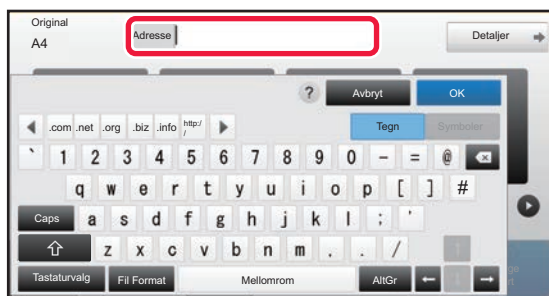 Original
A4
Adresse
Detaljer
? Avbryt OK
.com .net .org .biz .info http:/
/
Tegn Symboler
` 1 2 3 4 5 6 7 8 9 0 - = @
q w e r t y u i o p [ ] #
Caps a s d f g h j k l ; '
z x c v b n m , . /
Tastaturvalg Fil Format Mellomrom AltGr